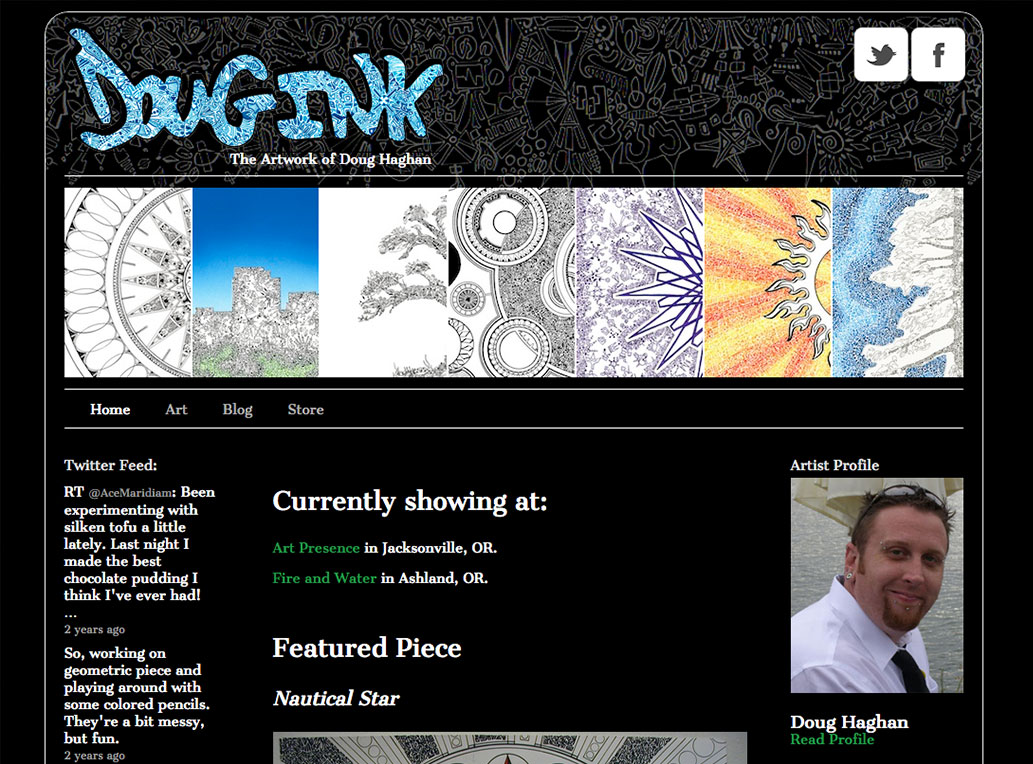 DOUG INK
The Artwork of Doug Haghan
Home Art Blog Store
Twitter Feed:
RT @AceMaridiam: Been
experimenting with
silken tofu a little
lately. Last night I
made the best
chocolate pudding I
think I've ever had!
...
2 years ago
So, working on
geometric piece and
playing around with
some colored pencils.
They're a bit messy,
but fun.
2 years ago
Currently showing at:
Art Presence in Jacksonville, OR.
Fire and Water in Ashland, OR.
Featured Piece
Nautical Star
Artist Profile
Doug Haghan
Read Profile